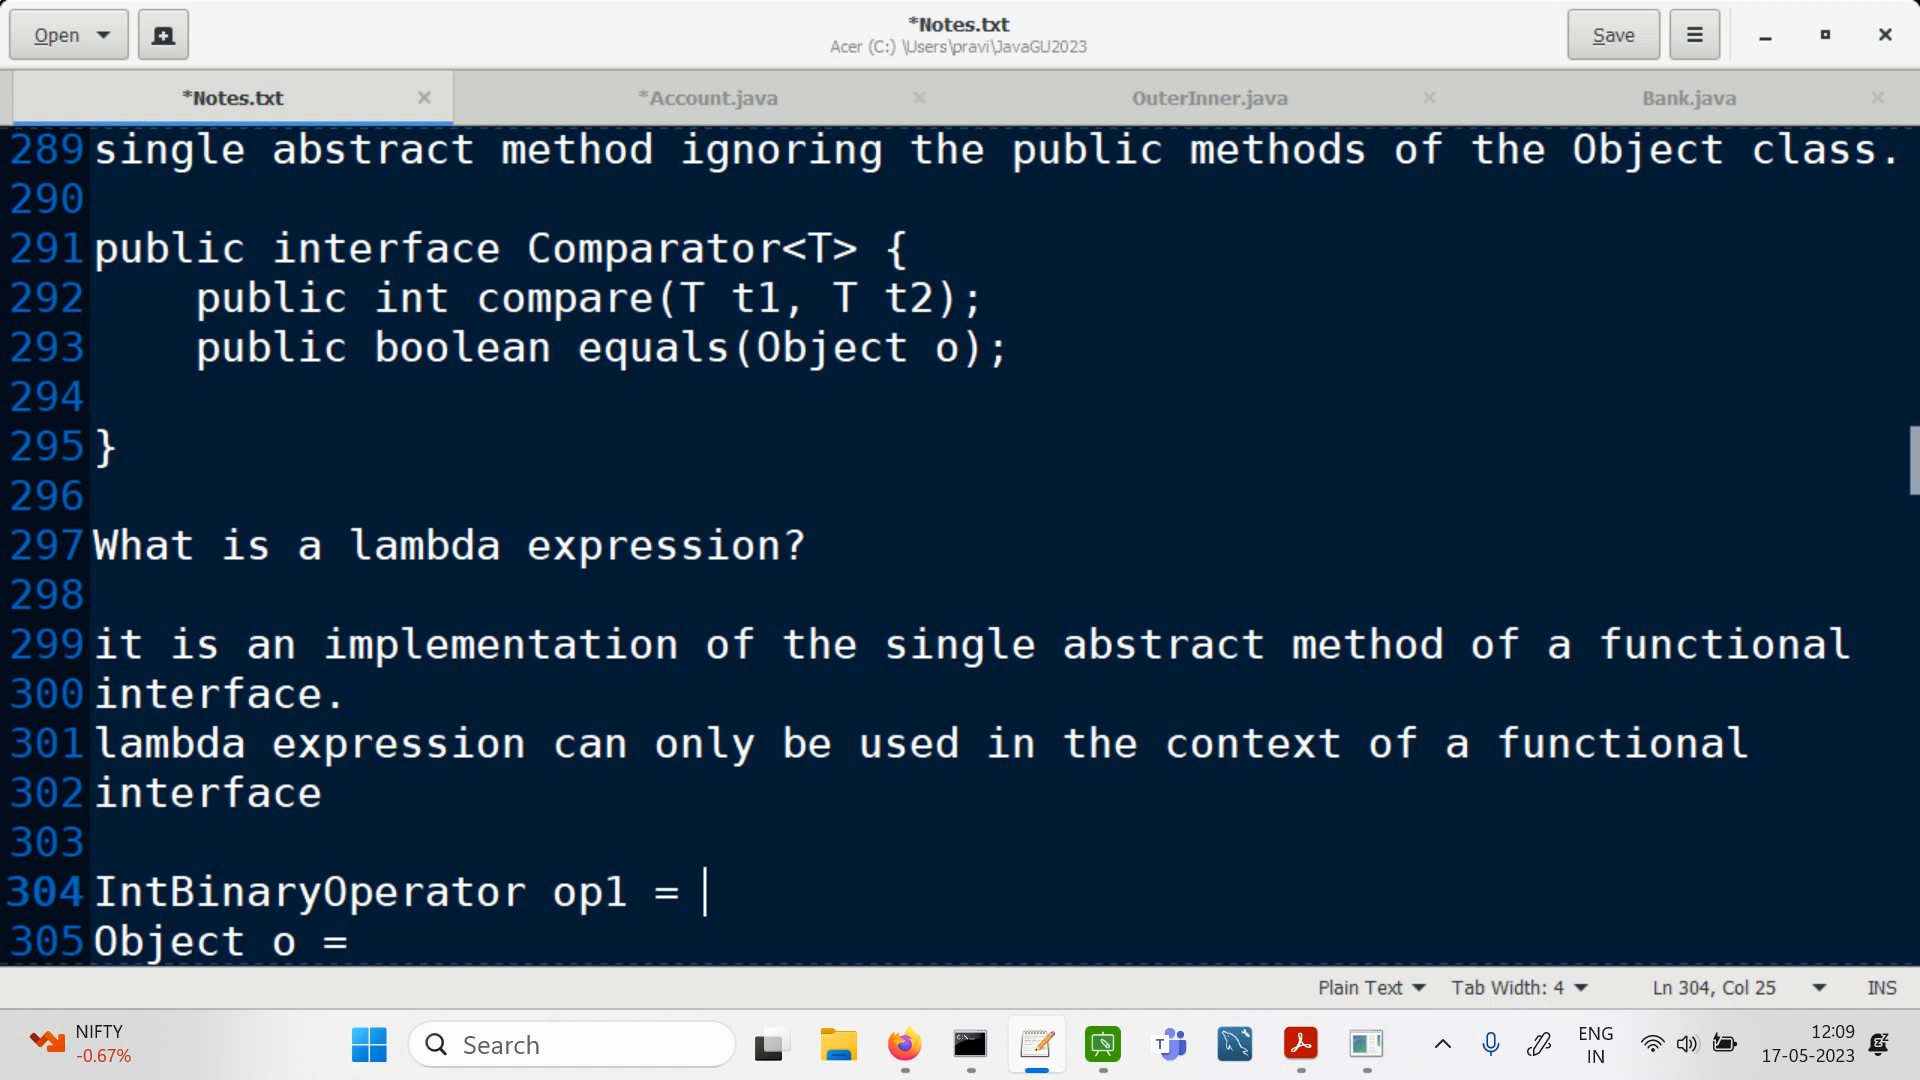 Open
*Notes.txt
Acer (C:) \Users\pravi\JavaGU2023
Save
*Notes.txt
*Account.java
OuterInner.java
Bank.java
289 single abstract method ignoring the public methods of the Object class.
290
291 public interface Comparator<T> {
292 public int compare(T t1, T t2);
293 public boolean equals(Object o);
294
295 }
296
297 What is a lambda expression?
298
299 it is an implementation of the single abstract method of a functional
300 interface.
301 lambda expression can only be used in the context of a functional
302 interface
303
304 IntBinaryOperator op1 =
305 Object o =
Plain Text
Tab Width: 4
Ln 304, Col 25
INS
NIFTY
-0.67%
Search
ENG
IN
12:09
17-05-2023